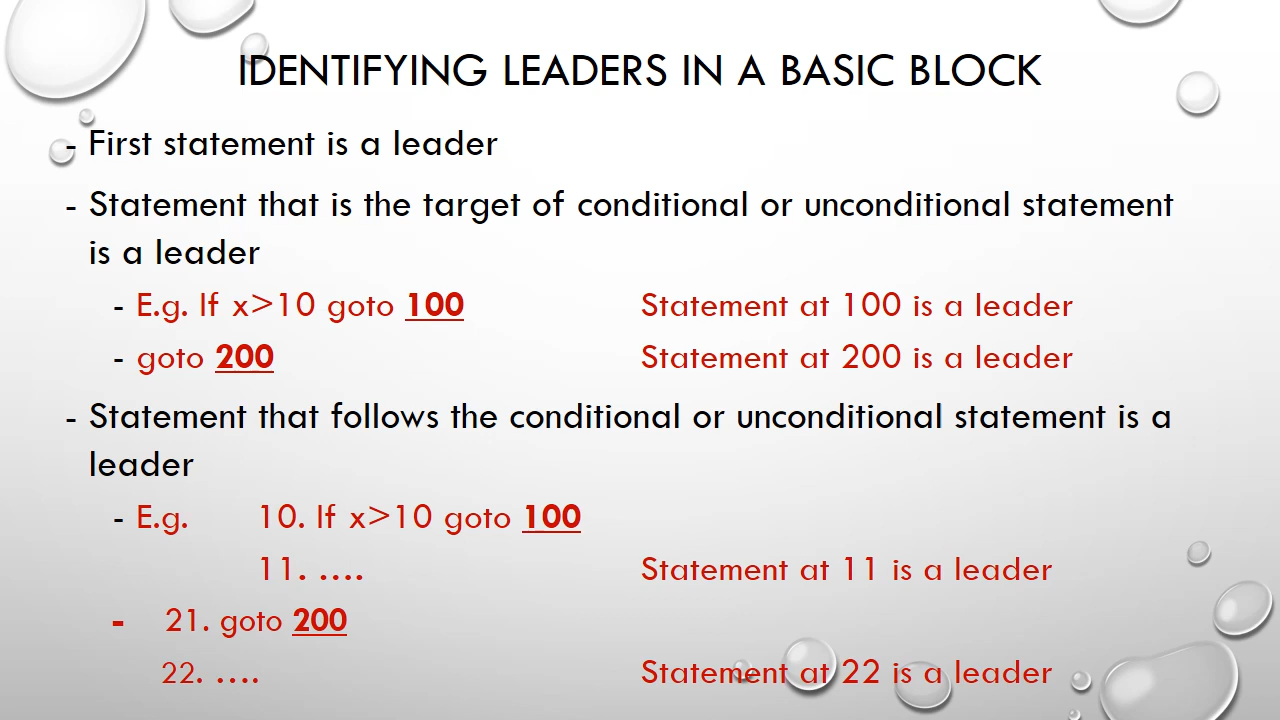 IDENTIFYING LEADERS IN A BASIC BLOCK
- First statement is a leader
- Statement that is the target of conditional or unconditional statement
is a leader
- E.g. If x>10 goto 100 Statement at 100 is a leader
- goto 200 Statement at 200 is a leader
- Statement that follows the conditional or unconditional statement is a
leader
- E.g. 10. If x>10 goto 100
11. .... Statement at 11 is a leader
- 21. goto 200
22. .... Statement at 22 is a leader